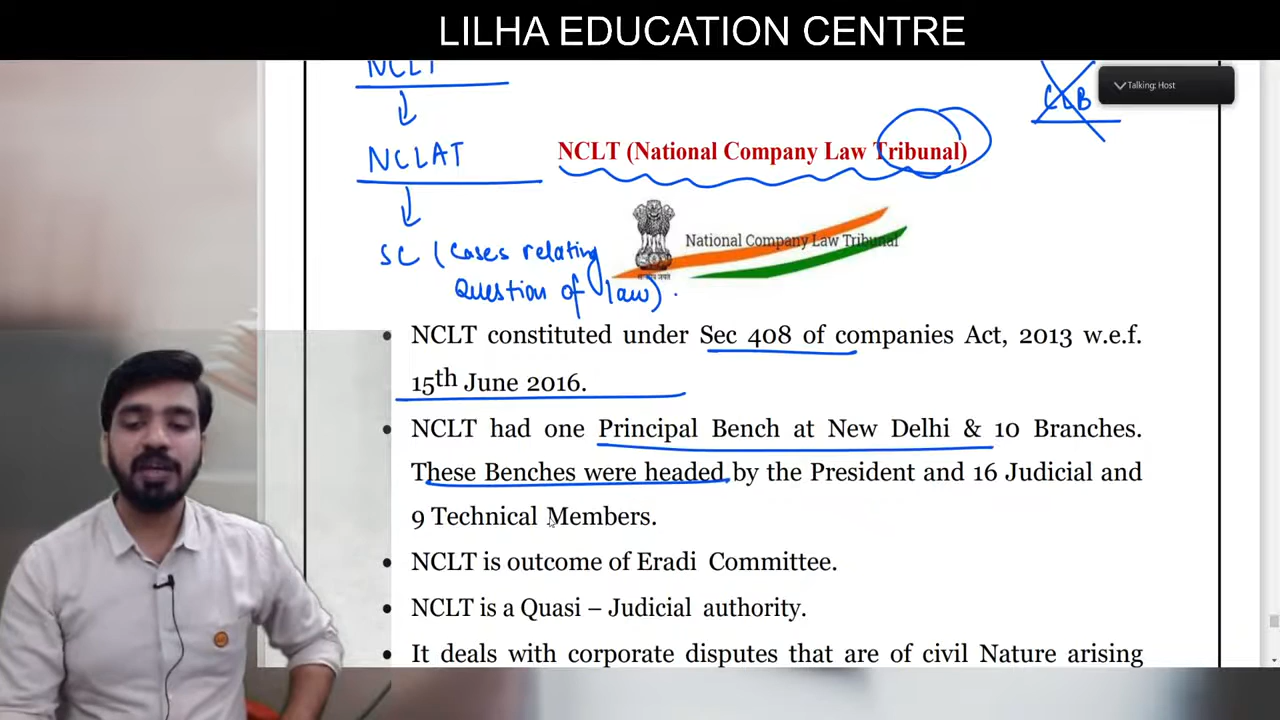 LILHA EDUCATION CENTRE
NCLT
Talking: Host
CLB
NCLAT
NCLT (National Company Law Tribunal)
National Company Law Tribunal
सत्यमेव जयते
SC (Cases relating
Question of law).
• NCLT constituted under Sec 408 of companies Act, 2013 w.e.f.
15th June 2016.
• NCLT had one Principal Bench at New Delhi & 10 Branches.
These Benches were headed by the President and 16 Judicial and
9 Technical Members.
• NCLT is outcome of Eradi Committee.
• NCLT is a Quasi – Judicial authority.
• It deals with corporate disputes that are of civil Nature arising